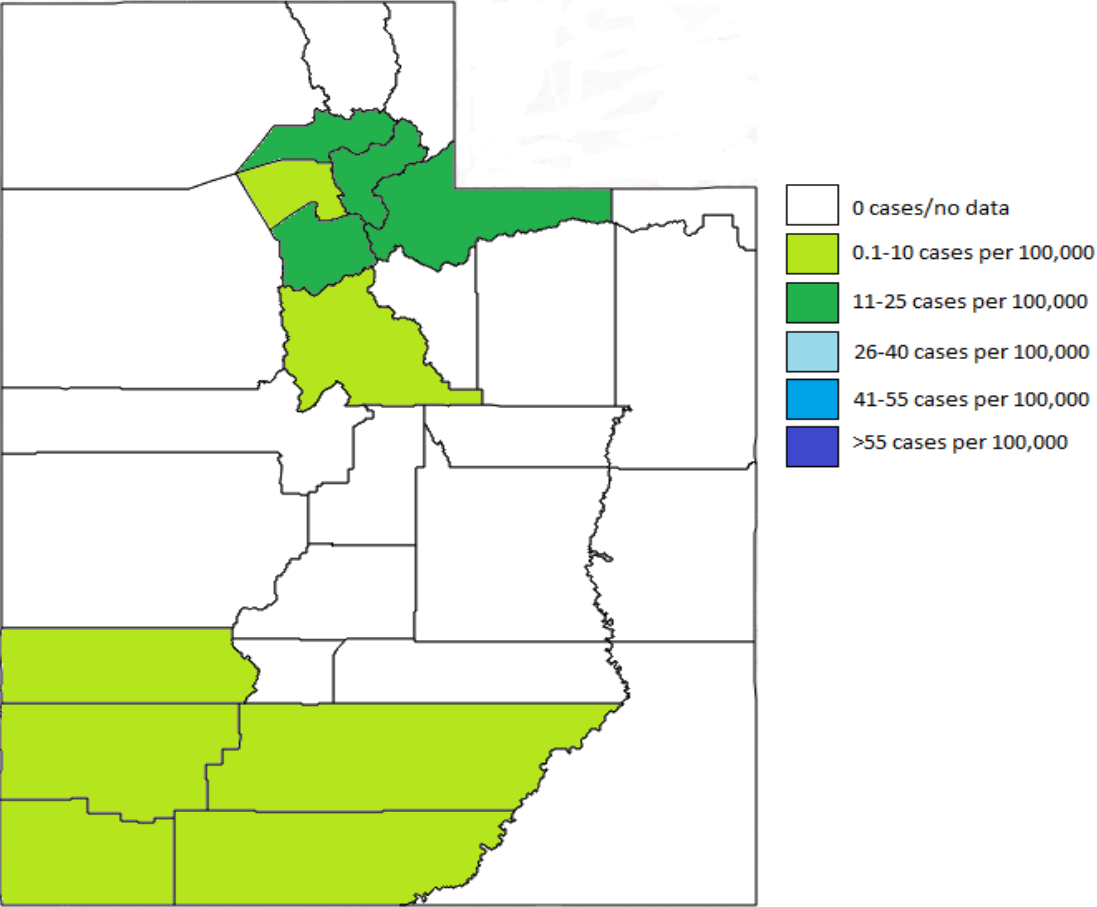 0 cases/no data
0.1-10 cases per 100,000
11-25 cases per 100,000
26-40 cases per 100,000
41-55 cases per 100,000
>55 cases per 100,000